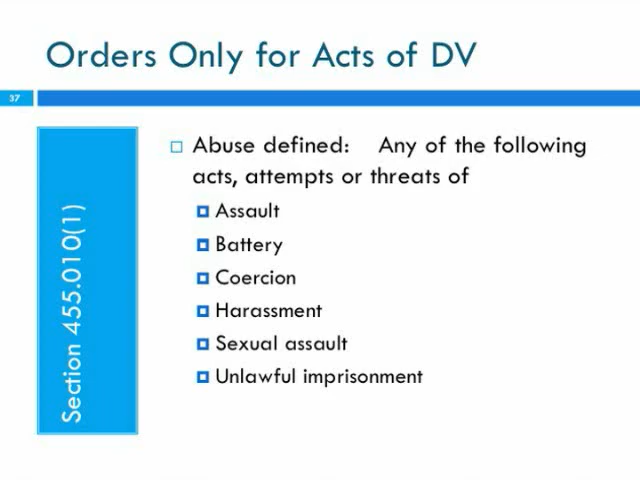 Orders Only for Acts of DV
37
Section 455.010(1)
Abuse defined: Any of the following
acts, attempts or threats of
Assault
Battery
Coercion
Harassment
Sexual assault
Unlawful imprisonment